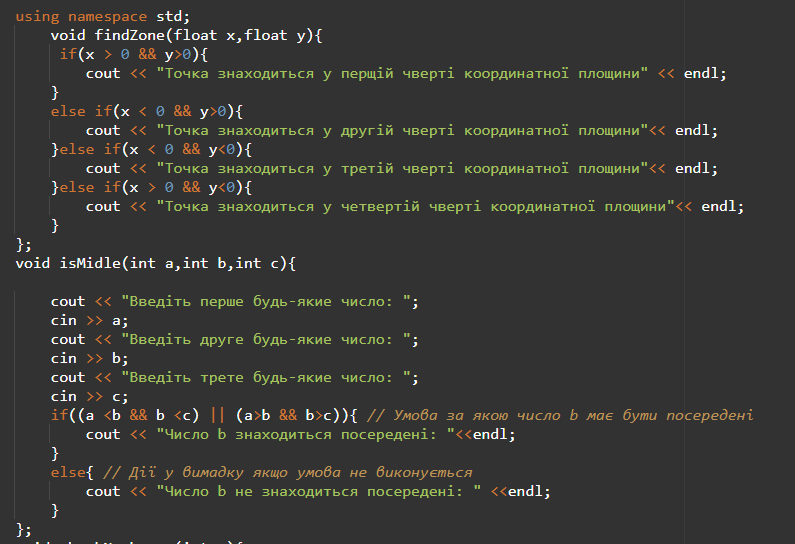 using namespace std;
void findZone(float x,float y){
if(x > 0 && y>0){
cout << "Точка знаходиться у перщій чверті координатної площини" << endl;
}
else if(x < 0 && y>0){
cout << "Точка знаходиться у другій чверті координатної площини"<< endl;
}else if(x < 0 && y<0){
cout << "Точка знаходиться у третій чверті координатної площини"<< endl;
}else if(x > 0 && y<0){
cout << "Точка знаходиться у четвертій чверті координатної площини"<< endl;
}
};
void isMidle(int a,int b,int c){
cout << "Введіть перше будь-якие число: ";
cin >> a;
cout << "Введіть друге будь-якие число: ";
cin >> b;
cout << "Введіть трете будь-якие число: ";
cin >> c;
if((a <b && b <c) || (a>b && b>c)){ // Умова за якою число b має бути посередені
cout << "Число b знаходиться посередені: "<<endl;
}
else{ // Дії у вимадку якщо умова не виконується
cout << "Число b не знаходиться посередені: " <<endl;
}
};